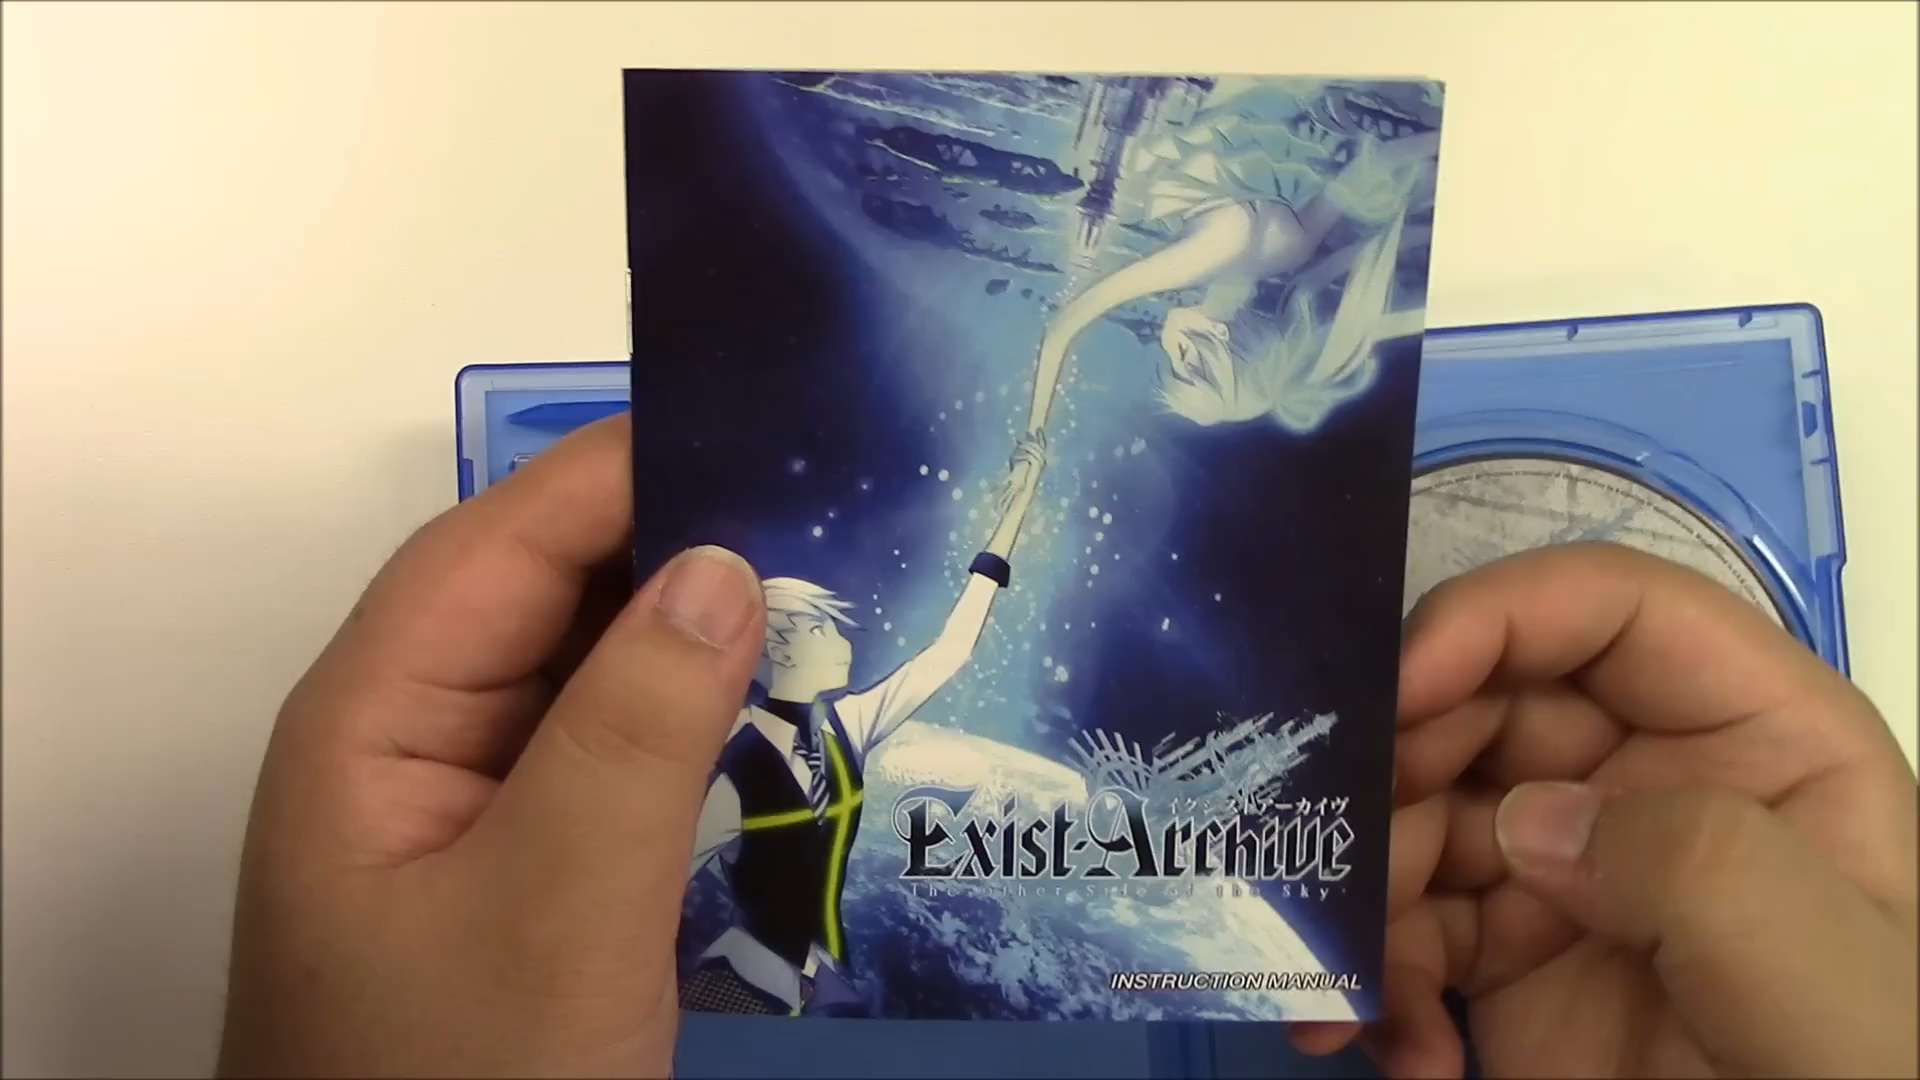 イクシストアーカイヴ
Exist Archive
The Other Side of the Sky
INSTRUCTION MANUAL